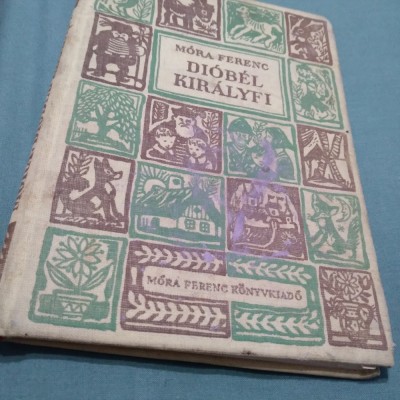 MÓRA FERENC
DIÓBÉL
KIRÁLYFI
MÓRA FERENC KÖNYVKIADÓ